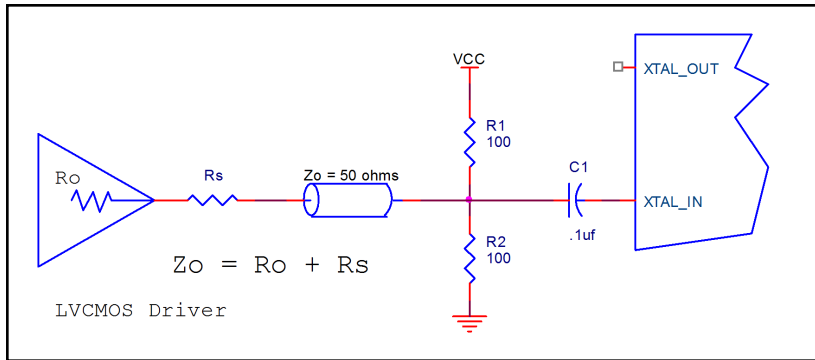 VCC
XTAL_OUT
R1
100
C1
Ro
Rs
Zo = 50 ohms
XTAL_IN
.1uf
R2
100
Zo = Ro + Rs
LVCMOS Driver